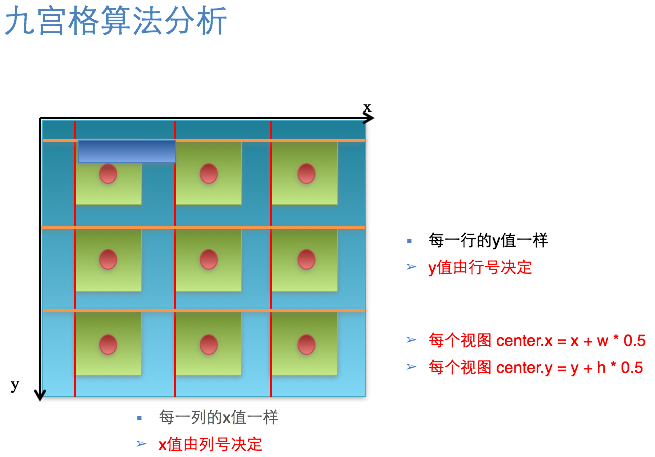 九宫格算法分析
x
每一行的y值一样
y值由行号决定
每个视图 center.x = x + w * 0.5
每个视图 center.y = y + h * 0.5
y
每一列的x值一样
x值由列号决定